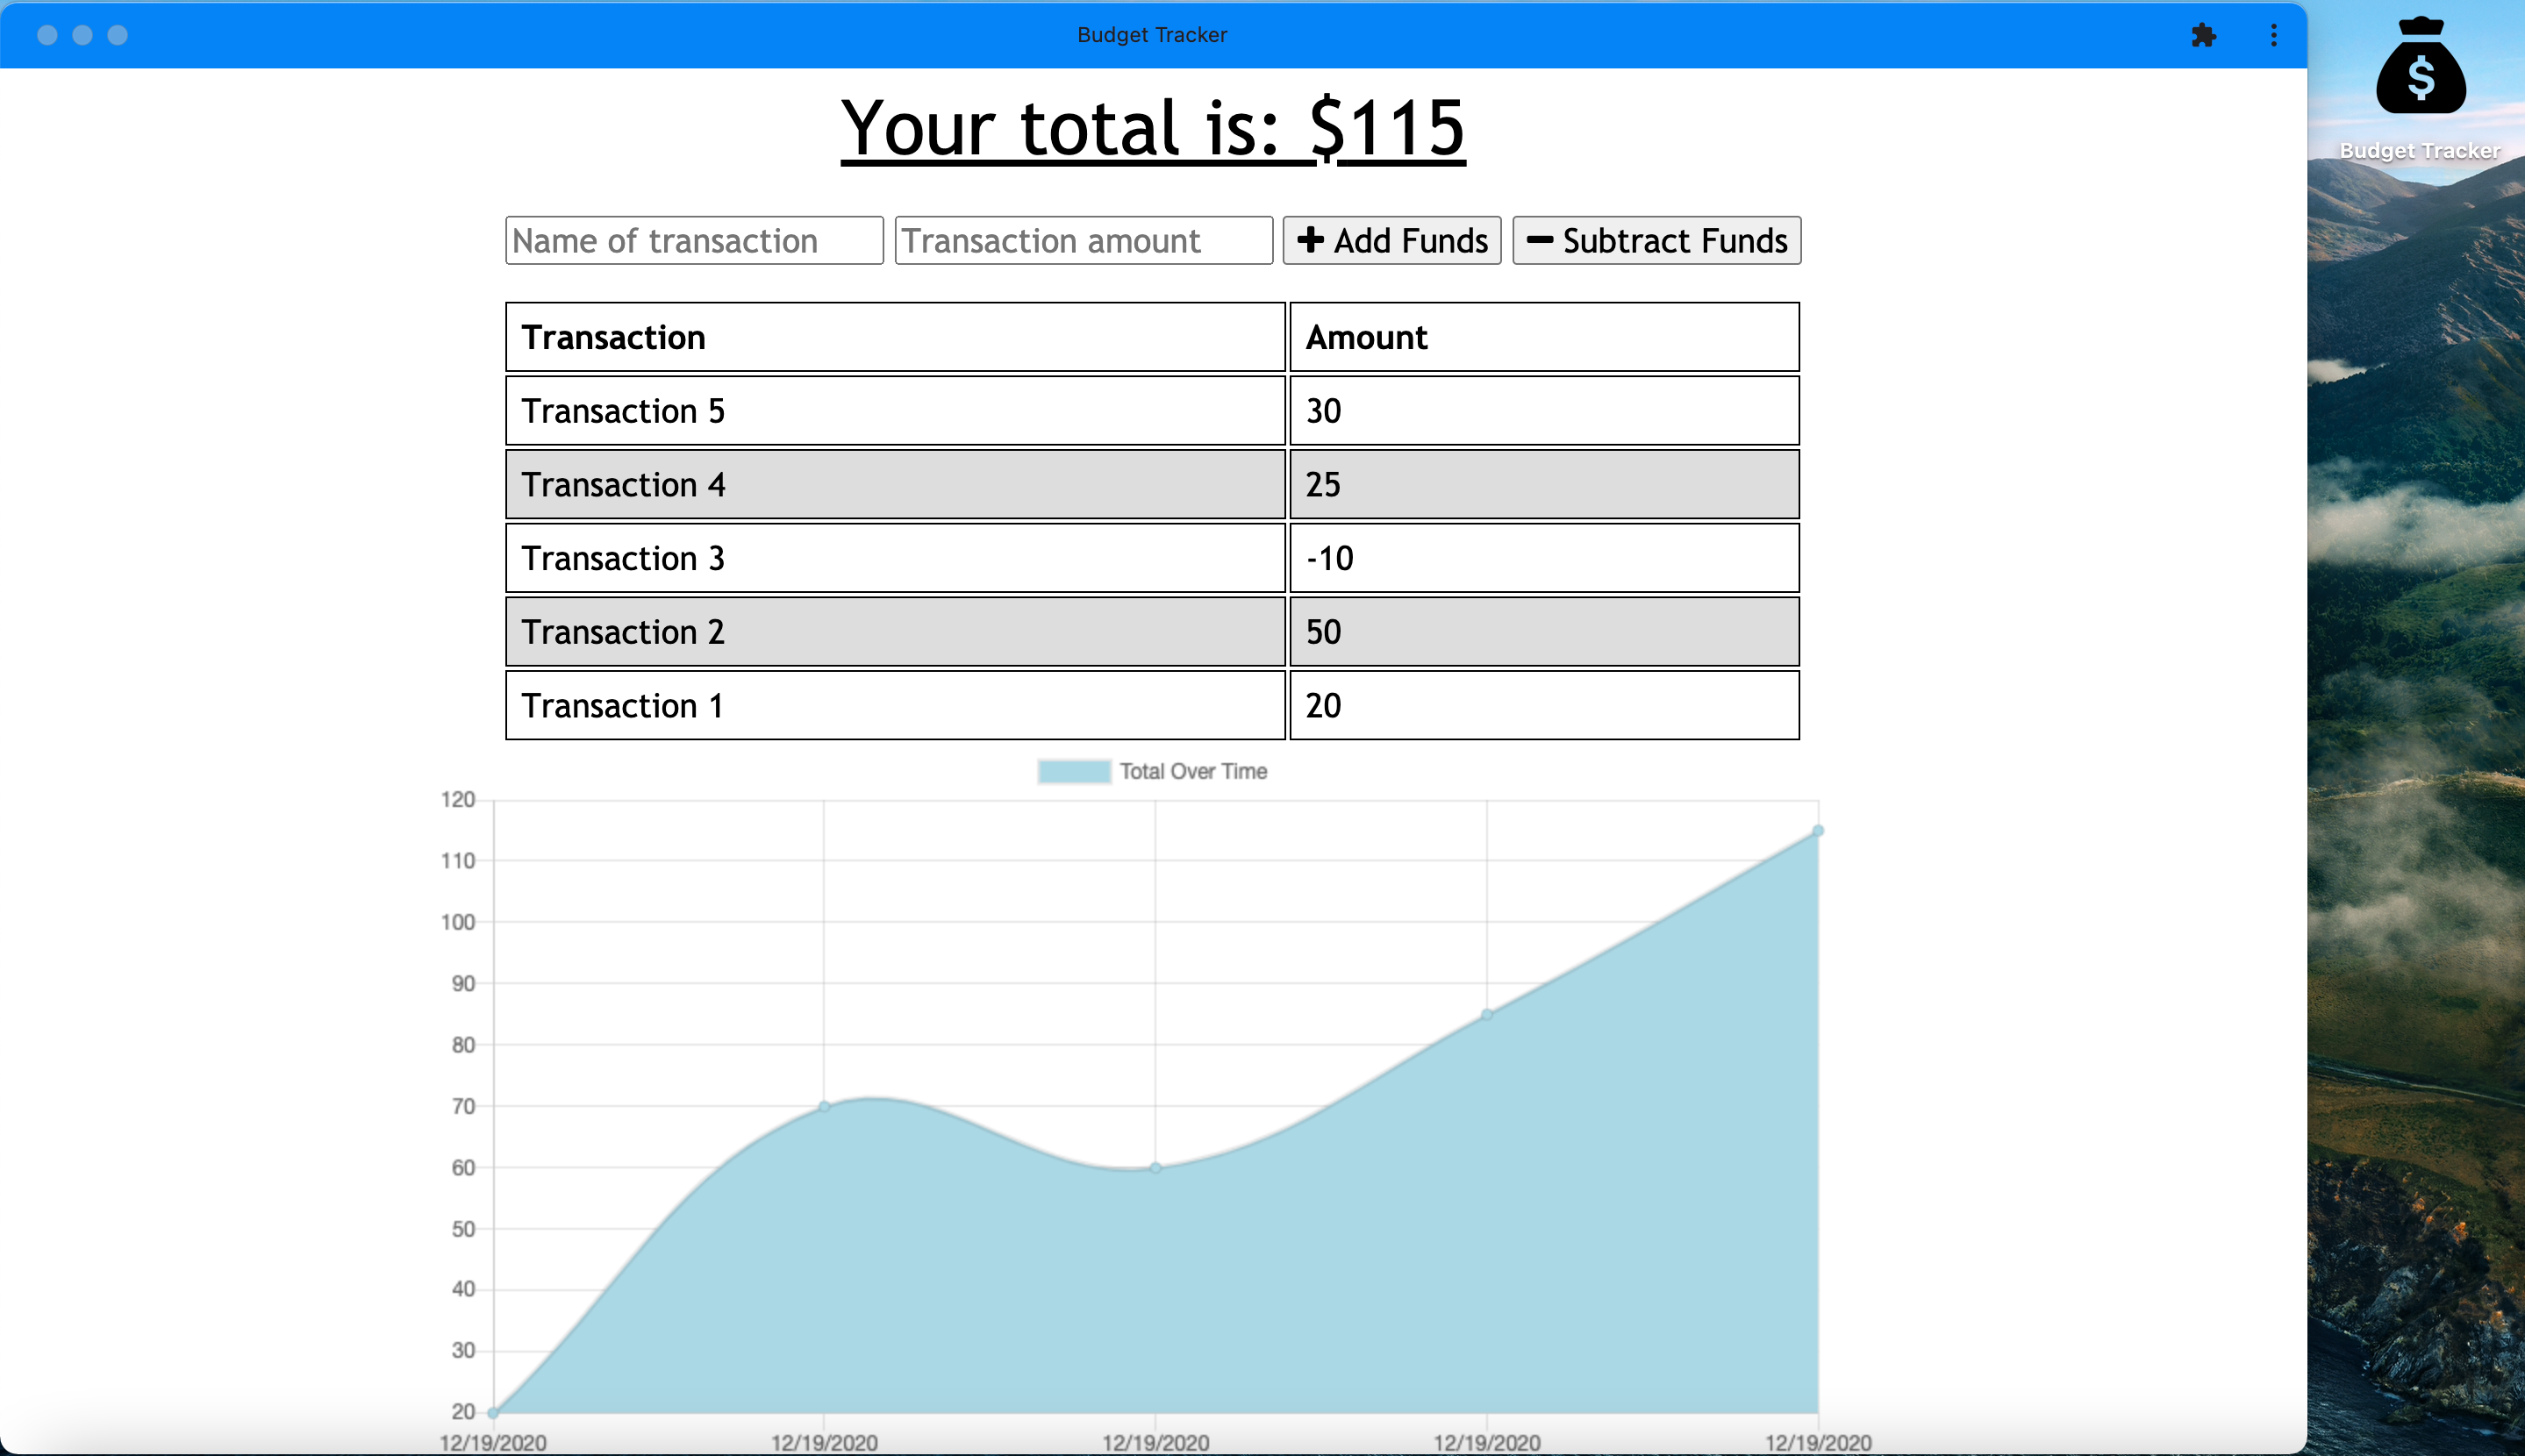 Budget Tracker
$
Budget Tracker
Your total is: $115
Name of transaction Transaction amount + Add Funds − Subtract Funds
Transaction Amount
Transaction 5 30
Transaction 4 25
Transaction 3 -10
Transaction 2 50
Transaction 1 20
Total Over Time
120
110
100
90
80
70
60
50
40
30
20
12/19/2020 12/19/2020 12/19/2020 12/19/2020 12/19/2020